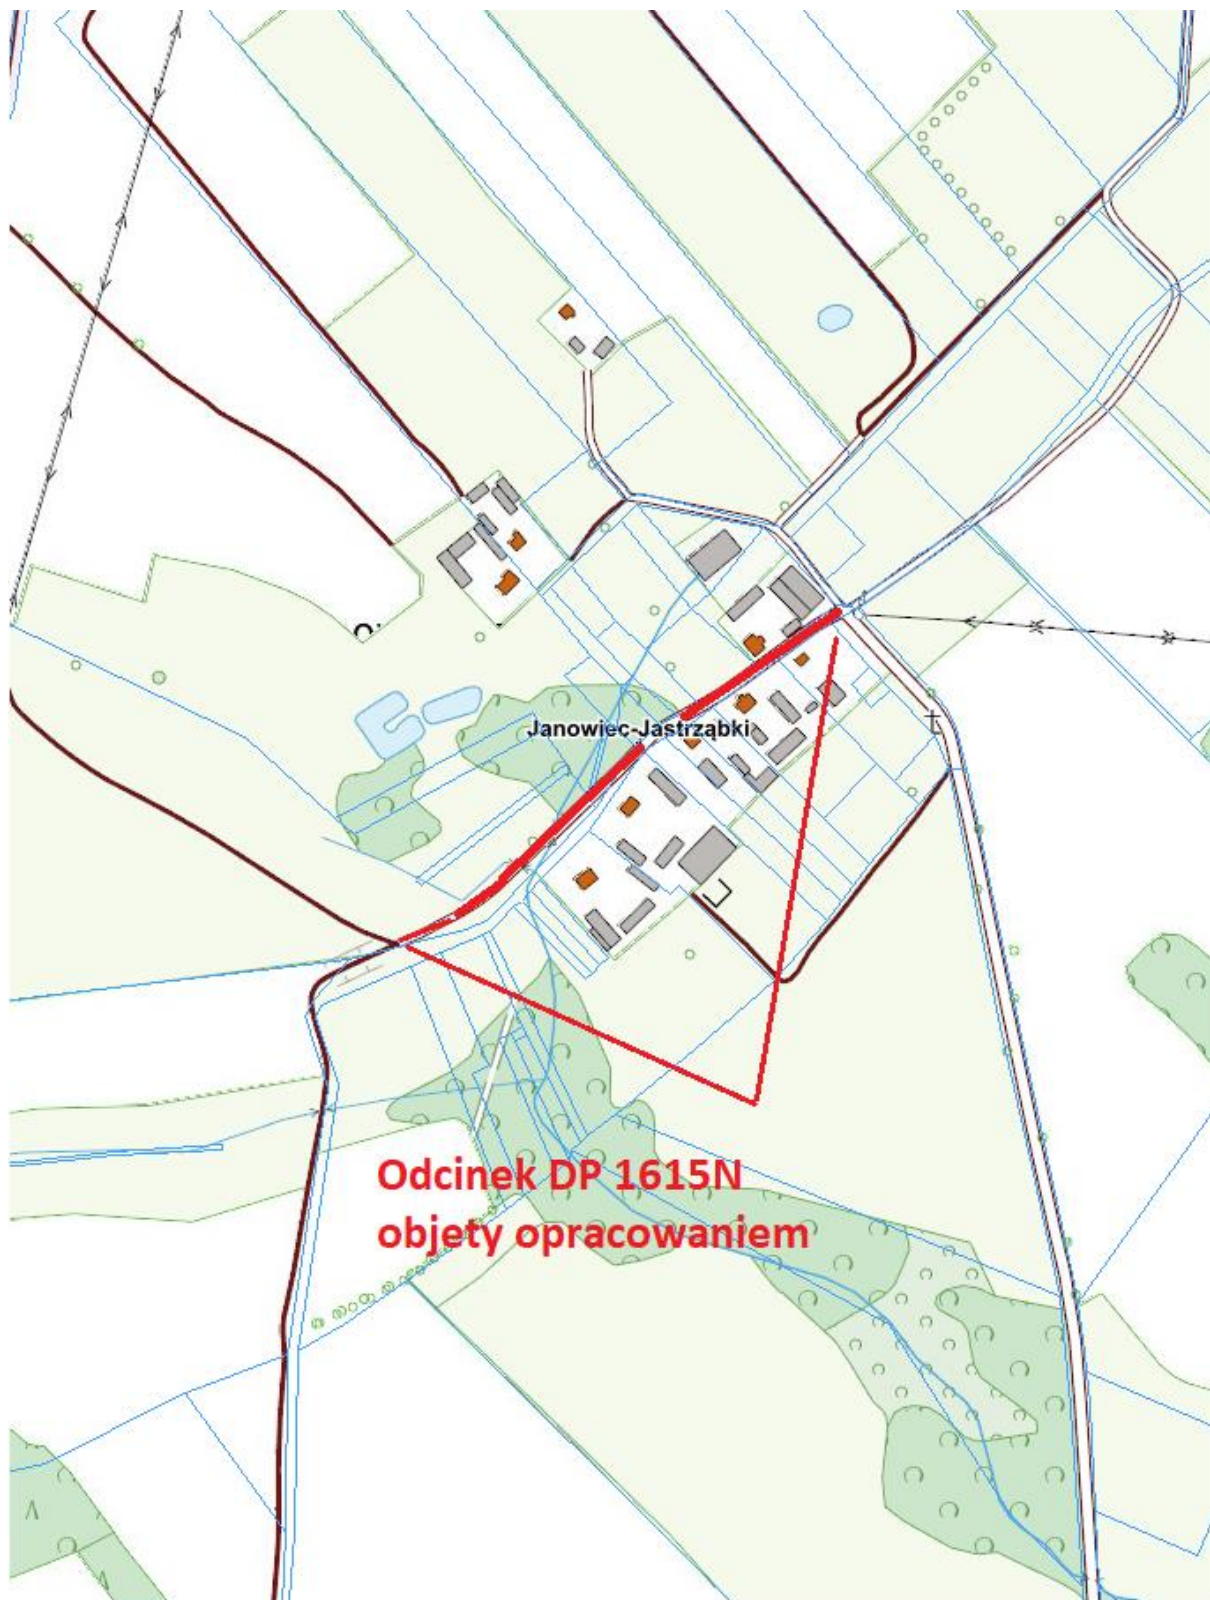 Janowiec-Jastrząbki
Odcinek DP 1615N
objety opracowaniem